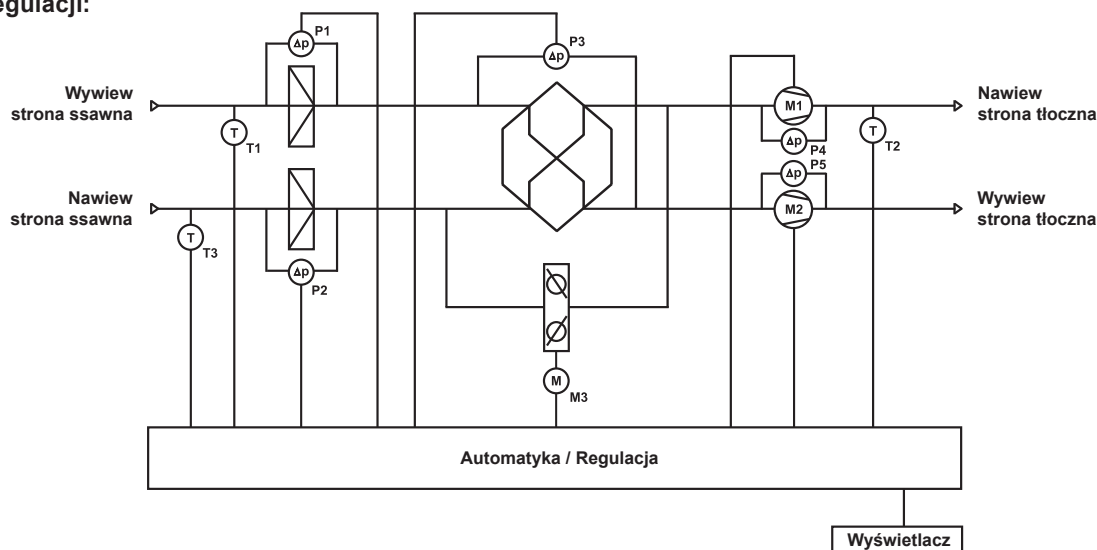 egulacji:
P1
Δp
P3
Δp
Wywiew
strona ssawna
M1
Nawiew
strona tłoczna
T
T1
Δp
P4
T
T2
P5
Δp
Nawiew
strona ssawna
M2
Wywiew
strona tłoczna
T
T3
Δp
P2
M
M3
Automatyka / Regulacja
Wyświetlacz